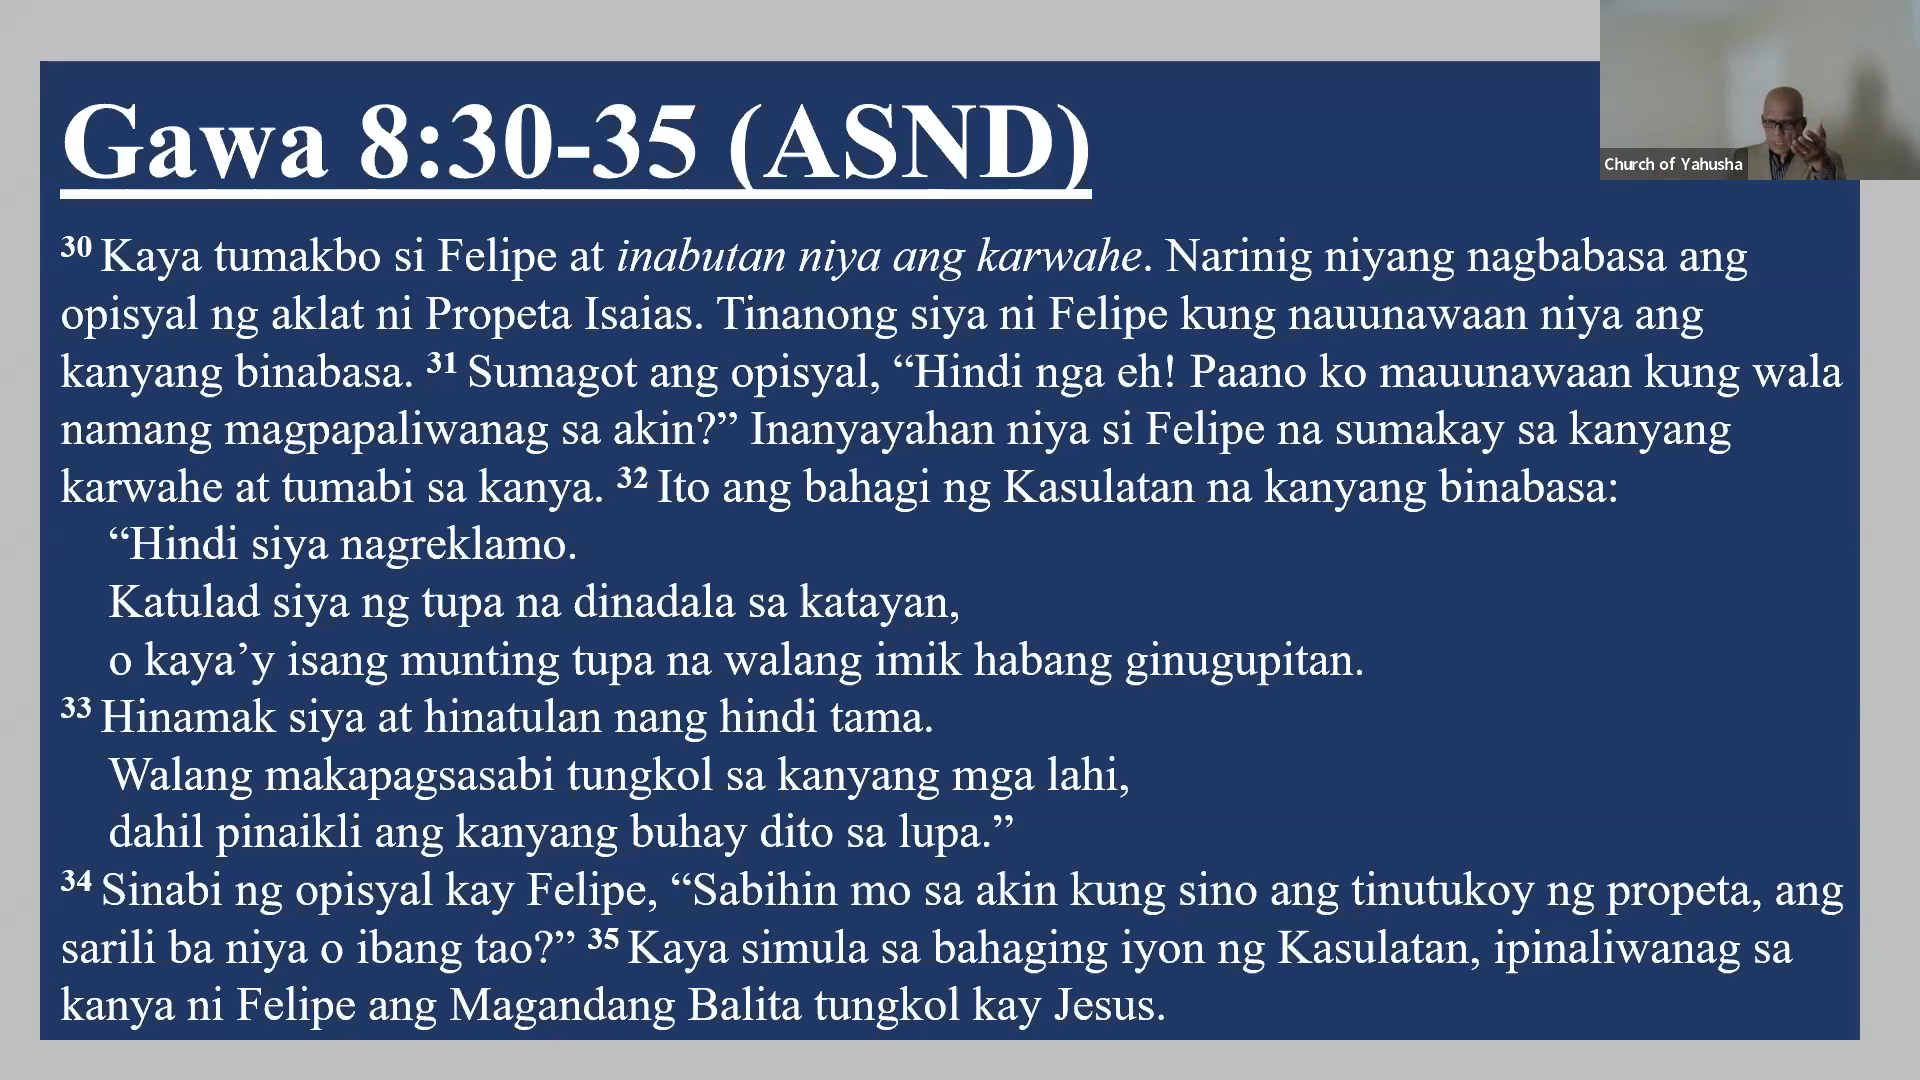 Gawa 8:30-35 (ASND)
Church of Yahusha
30 Kaya tumakbo si Felipe at inabutan niya ang karwahe. Narinig niyang nagbabasa ang
opisyal ng aklat ni Propeta Isaias. Tinanong siya ni Felipe kung nauunawaan niya ang
kanyang binabasa. 31 Sumagot ang opisyal, “Hindi nga eh! Paano ko mauunawaan kung wala
namang magpapaliwanag sa akin?” Inanyayahan niya si Felipe na sumakay sa kanyang
karwahe at tumabi sa kanya. 32 Ito ang bahagi ng Kasulatan na kanyang binabasa:
“Hindi siya nagreklamo.
Katulad siya ng tupa na dinadala sa katayan,
o kaya’y isang munting tupa na walang imik habang ginugupitan.
33 Hinamak siya at hinatulan nang hindi tama.
Walang makapagsasabi tungkol sa kanyang mga lahi,
dahil pinaikli ang kanyang buhay dito sa lupa.”
34 Sinabi ng opisyal kay Felipe, “Sabihin mo sa akin kung sino ang tinutukoy ng propeta, ang
sarili ba niya o ibang tao?” 35 Kaya simula sa bahaging iyon ng Kasulatan, ipinaliwanag sa
kanya ni Felipe ang Magandang Balita tungkol kay Jesus.